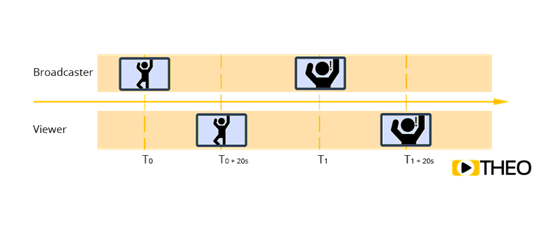 Broadcaster
!
Viewer
!
T0 T0 + 20s T1 T1 + 20s
THEO